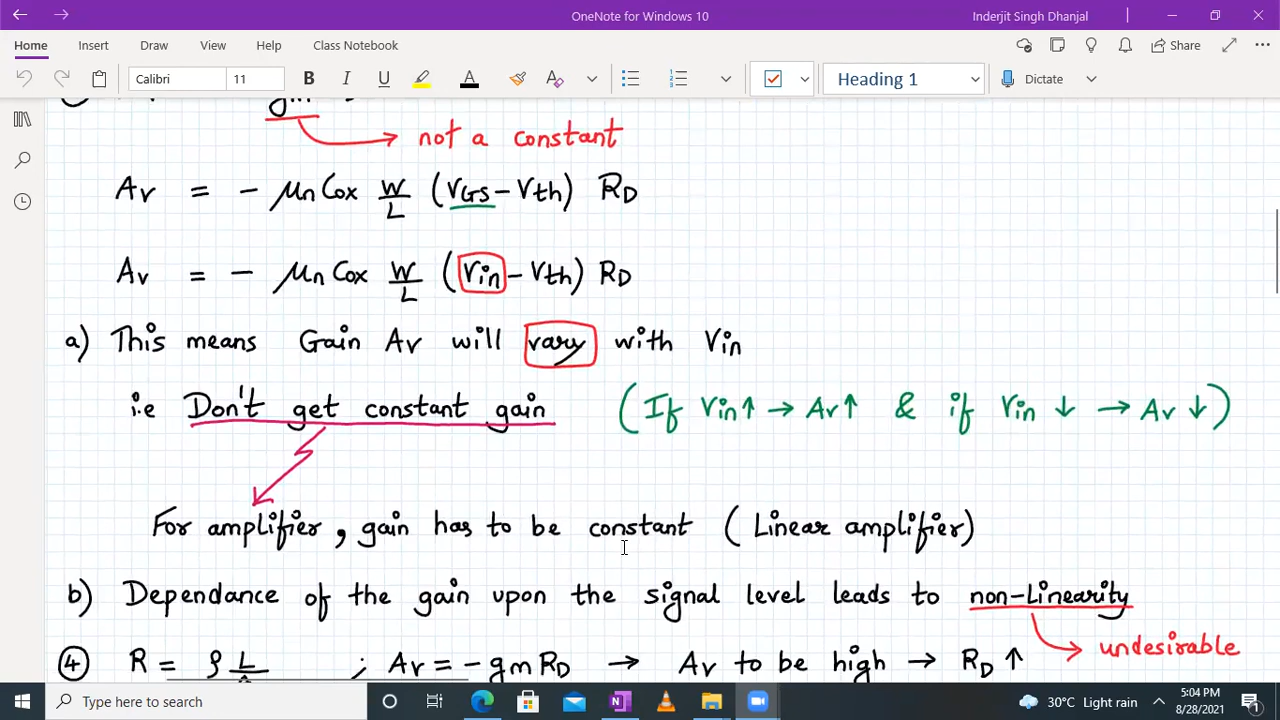 OneNote for Windows 10
Inderjit Singh Dhanjal
Home Insert Draw View Help Class Notebook
Share
Calibri 11 B I U A Heading 1 Dictate
gm
not a constant
Av = - μn Cox W/L (VGS - Vth) RD
Av = - μn Cox W/L (Vin - Vth) RD
a) This means Gain Av will vary with Vin
i.e Don't get constant gain (If Vin↑ → Av↑ & if Vin ↓ → Av ↓)
For amplifier, gain has to be constant (Linear amplifier)
b) Dependance of the gain upon the signal level leads to non-Linearity
undesirable
④ R = ρ L ; Av = - gm RD → Av to be high → RD ↑
Type here to search
30°C Light rain
5:04 PM
8/28/2021
1